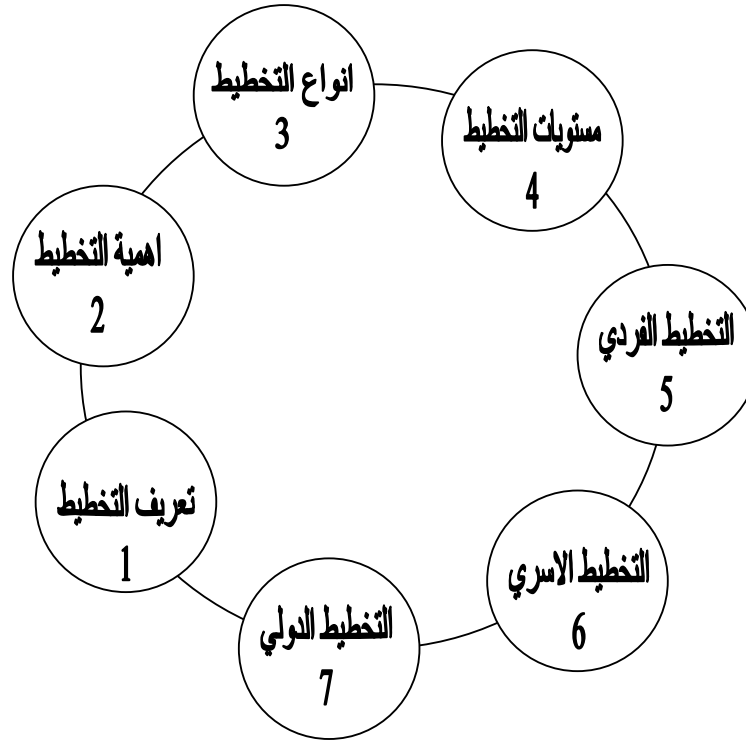 تعريف التخطيط
1
اهمية التخطيط
2
انواع التخطيط
3
مستويات التخطيط
4
التخطيط الفردي
5
التخطيط الاسري
6
التخطيط الدولي
7